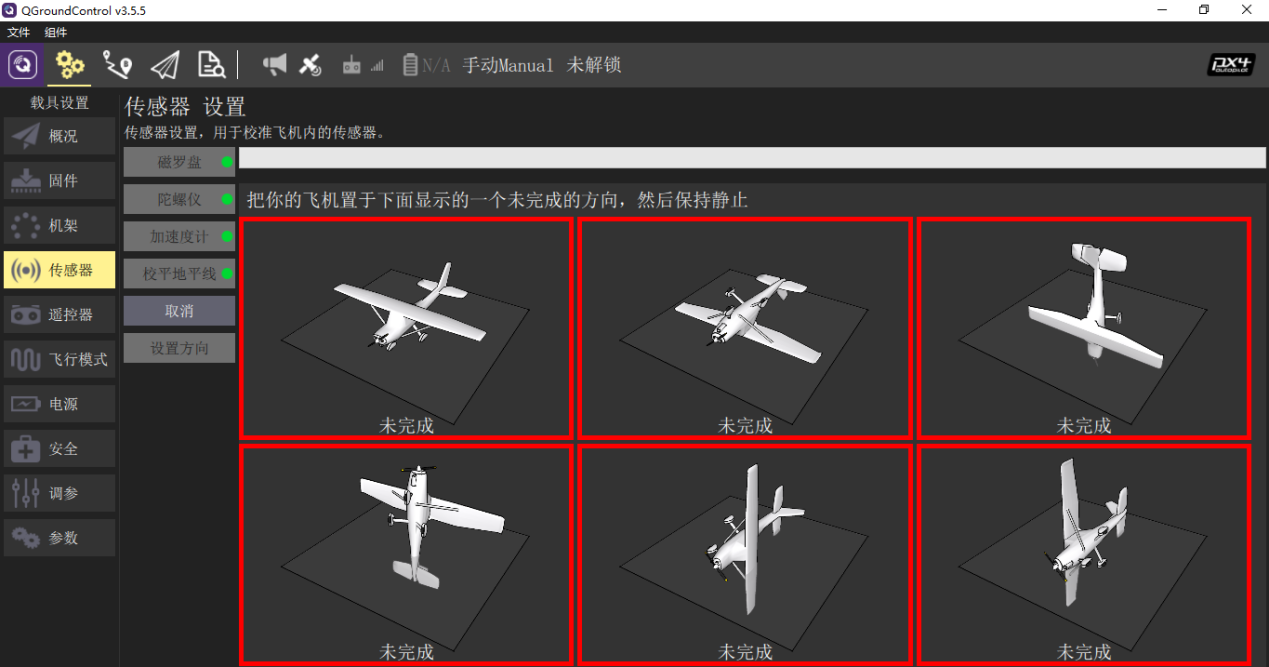 QGroundControl v3.5.5
文件 组件
N/A 手动Manual 未解锁
PX4
autopilot
载具设置
概况
固件
机架
传感器
遥控器
飞行模式
电源
安全
调参
参数
传感器 设置
传感器设置，用于校准飞机内的传感器。
磁罗盘
陀螺仪
加速度计
校平地平线
取消
设置方向
把你的飞机置于下面显示的一个未完成的方向，然后保持静止
未完成
未完成
未完成
未完成
未完成
未完成